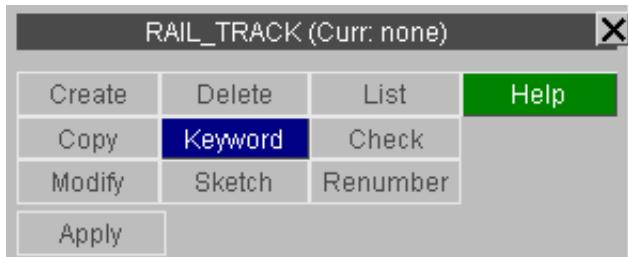 RAIL_TRACK (Curr: none) X
Create Delete List Help
Copy Keyword Check
Modify Sketch Renumber
Apply